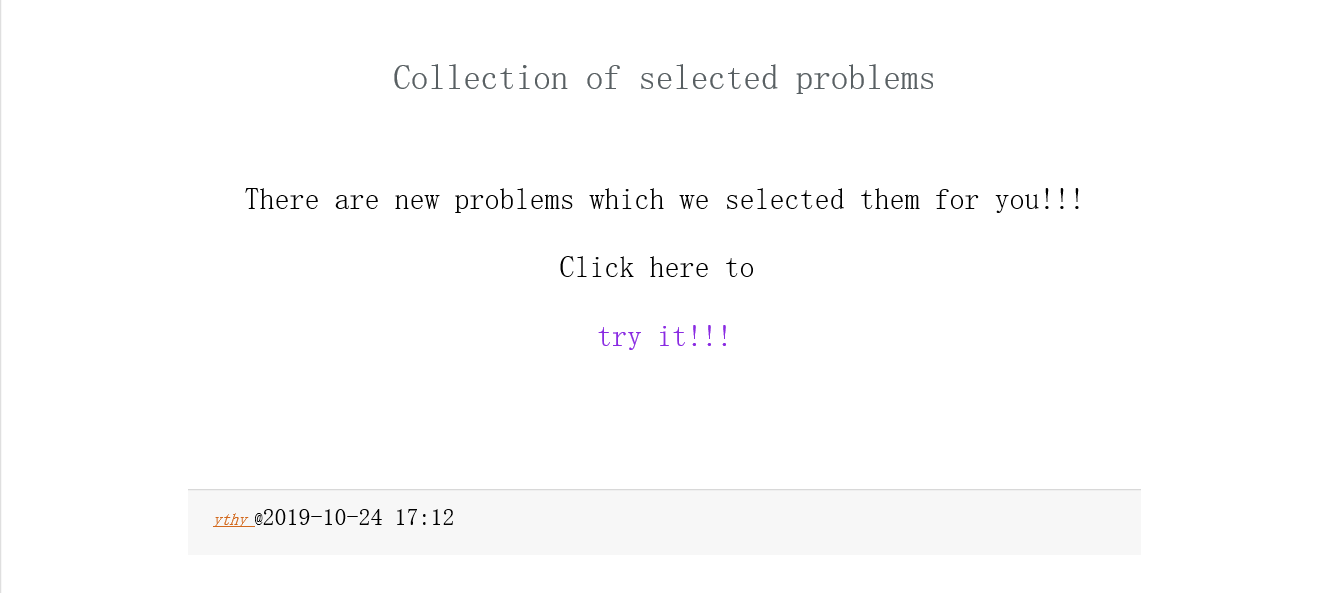 Collection of selected problems
There are new problems which we selected them for you!!!
Click here to
try it!!!
ythy @2019-10-24 17:12